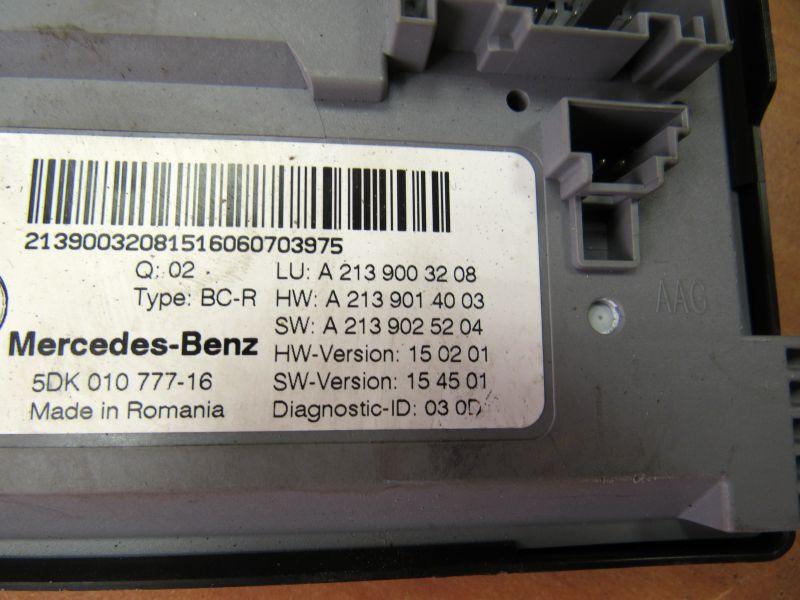 21390032081516060703975
Q: 02 LU: A 213 900 32 08
Type: BC-R HW: A 213 901 40 03
SW: A 213 902 52 04
Mercedes-Benz HW-Version: 15 02 01
5DK 010 777-16 SW-Version: 15 45 01
Made in Romania Diagnostic-ID: 03 0D
AAG